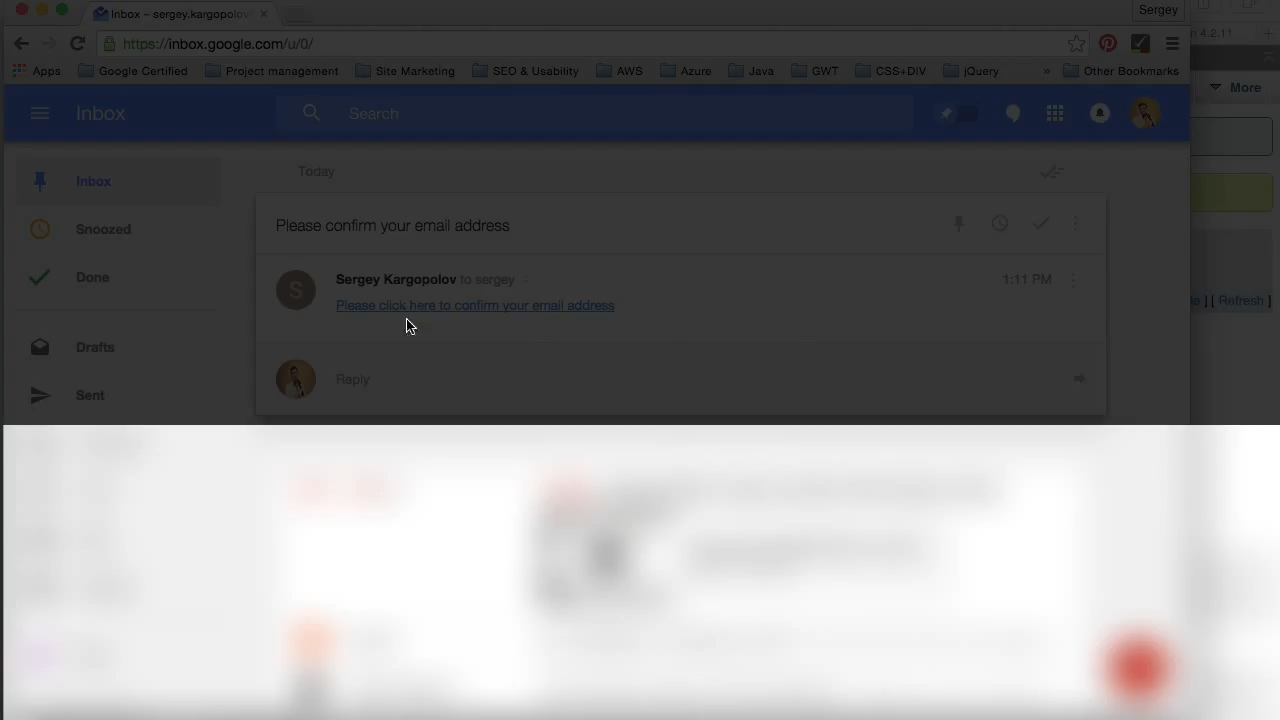 Inbox – sergey.kargopolov
Sergey
https://inbox.google.com/u/0/
n 4.2.11
Apps
Google Certified
Project management
Site Marketing
SEO & Usability
AWS
Azure
Java
GWT
CSS+DIV
jQuery
»
Other Bookmarks
More
Inbox
Search
Today
Inbox
Please confirm your email address
Snoozed
Sergey Kargopolov to sergey
1:11 PM
Done
Please click here to confirm your email address
] [ Refresh ]
Drafts
S
Reply
Sent